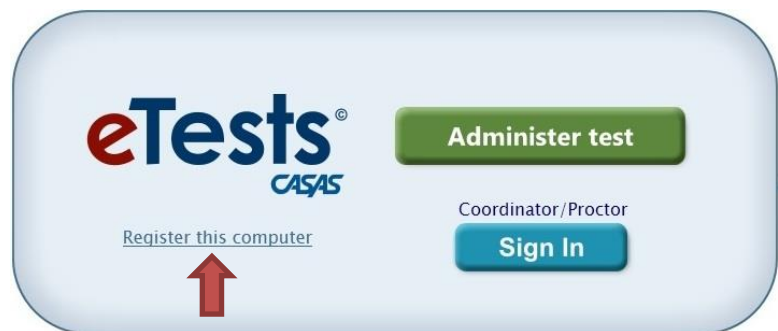 eTests©
CASAS
Register this computer
Administer test
Coordinator/Proctor
Sign In